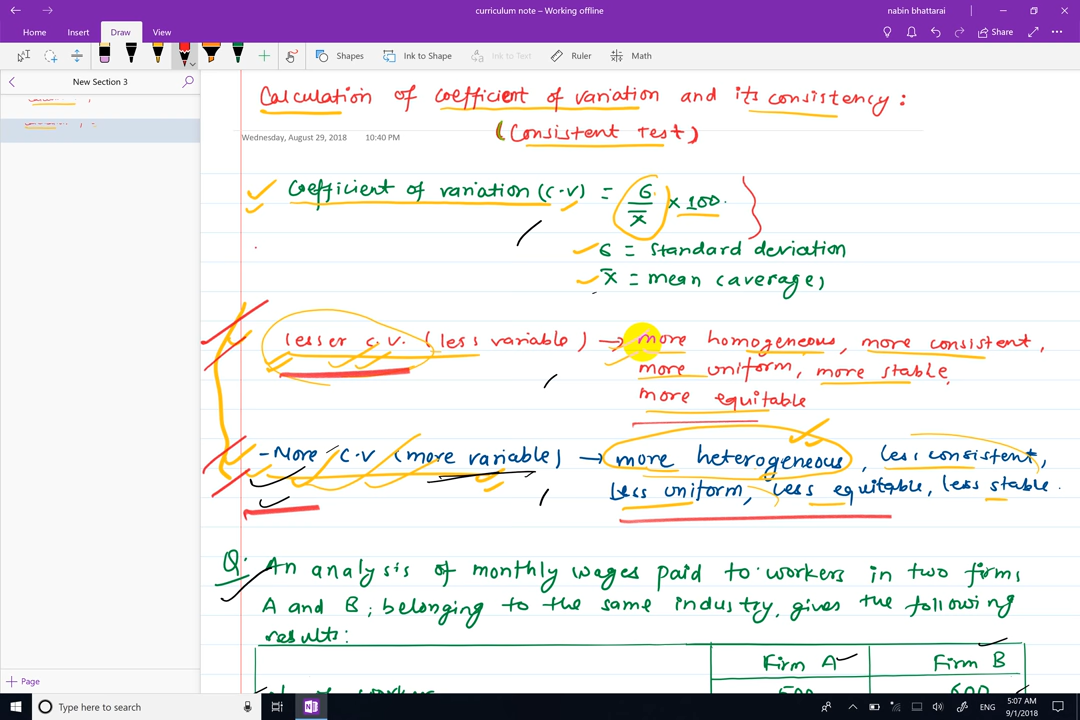 curriculum note – Working offline
nabin bhattarai
Home Insert Draw View
Share
Shapes Ink to Shape Ink to Text Ruler Math
New Section 3
Calculation of coefficient of variation and its consistency :
(Consistent Test)
Wednesday, August 29, 2018 10:40 PM
Coefficient of variation (C.V) = σ/x̄ × 100.
σ = standard deviation
x̄ = mean (average)
lesser C.V. (less variable) → more homogeneous, more consistent,
more uniform, more stable,
more equitable
- More C.V (more variable) → more heterogeneous, less consistent,
less uniform, less equitable, less stable.
Q: An analysis of monthly wages paid to workers in two firms
A and B, belonging to the same industry, gives the following
results:
Firm A Firm B
workers 500 600
+ Page
Type here to search
ENG
5:07 AM
9/1/2018